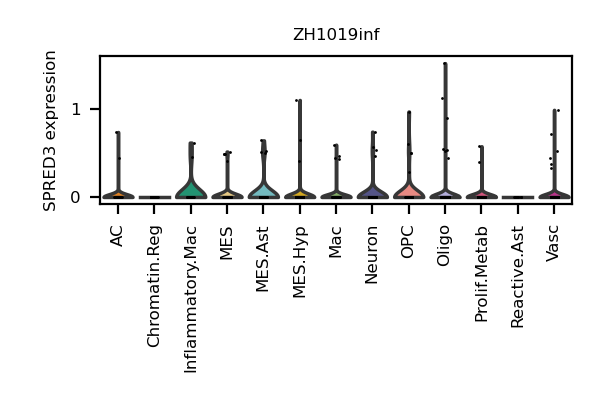 ZH1019inf
SPRED3 expression
1
0
AC
Chromatin.Reg
Inflammatory.Mac
MES
MES.Ast
MES.Hyp
Mac
Neuron
OPC
Oligo
Prolif.Metab
Reactive.Ast
Vasc